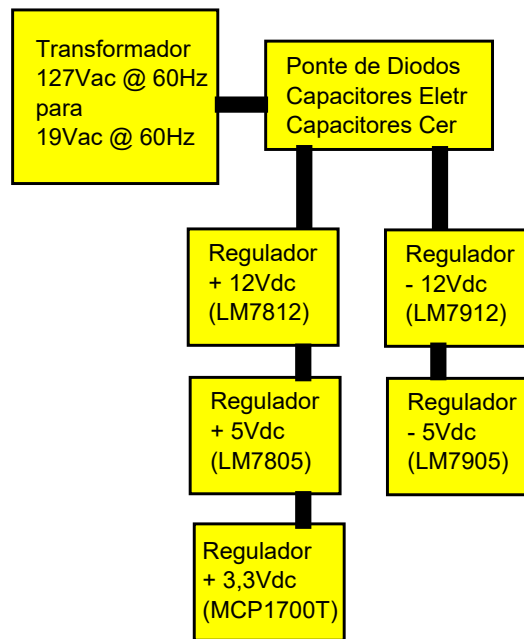 Transformador
127Vac @ 60Hz
para
19Vac @ 60Hz
Ponte de Diodos
Capacitores Eletr
Capacitores Cer
Regulador
+ 12Vdc
(LM7812)
Regulador
- 12Vdc
(LM7912)
Regulador
+ 5Vdc
(LM7805)
Regulador
- 5Vdc
(LM7905)
Regulador
+ 3,3Vdc
(MCP1700T)